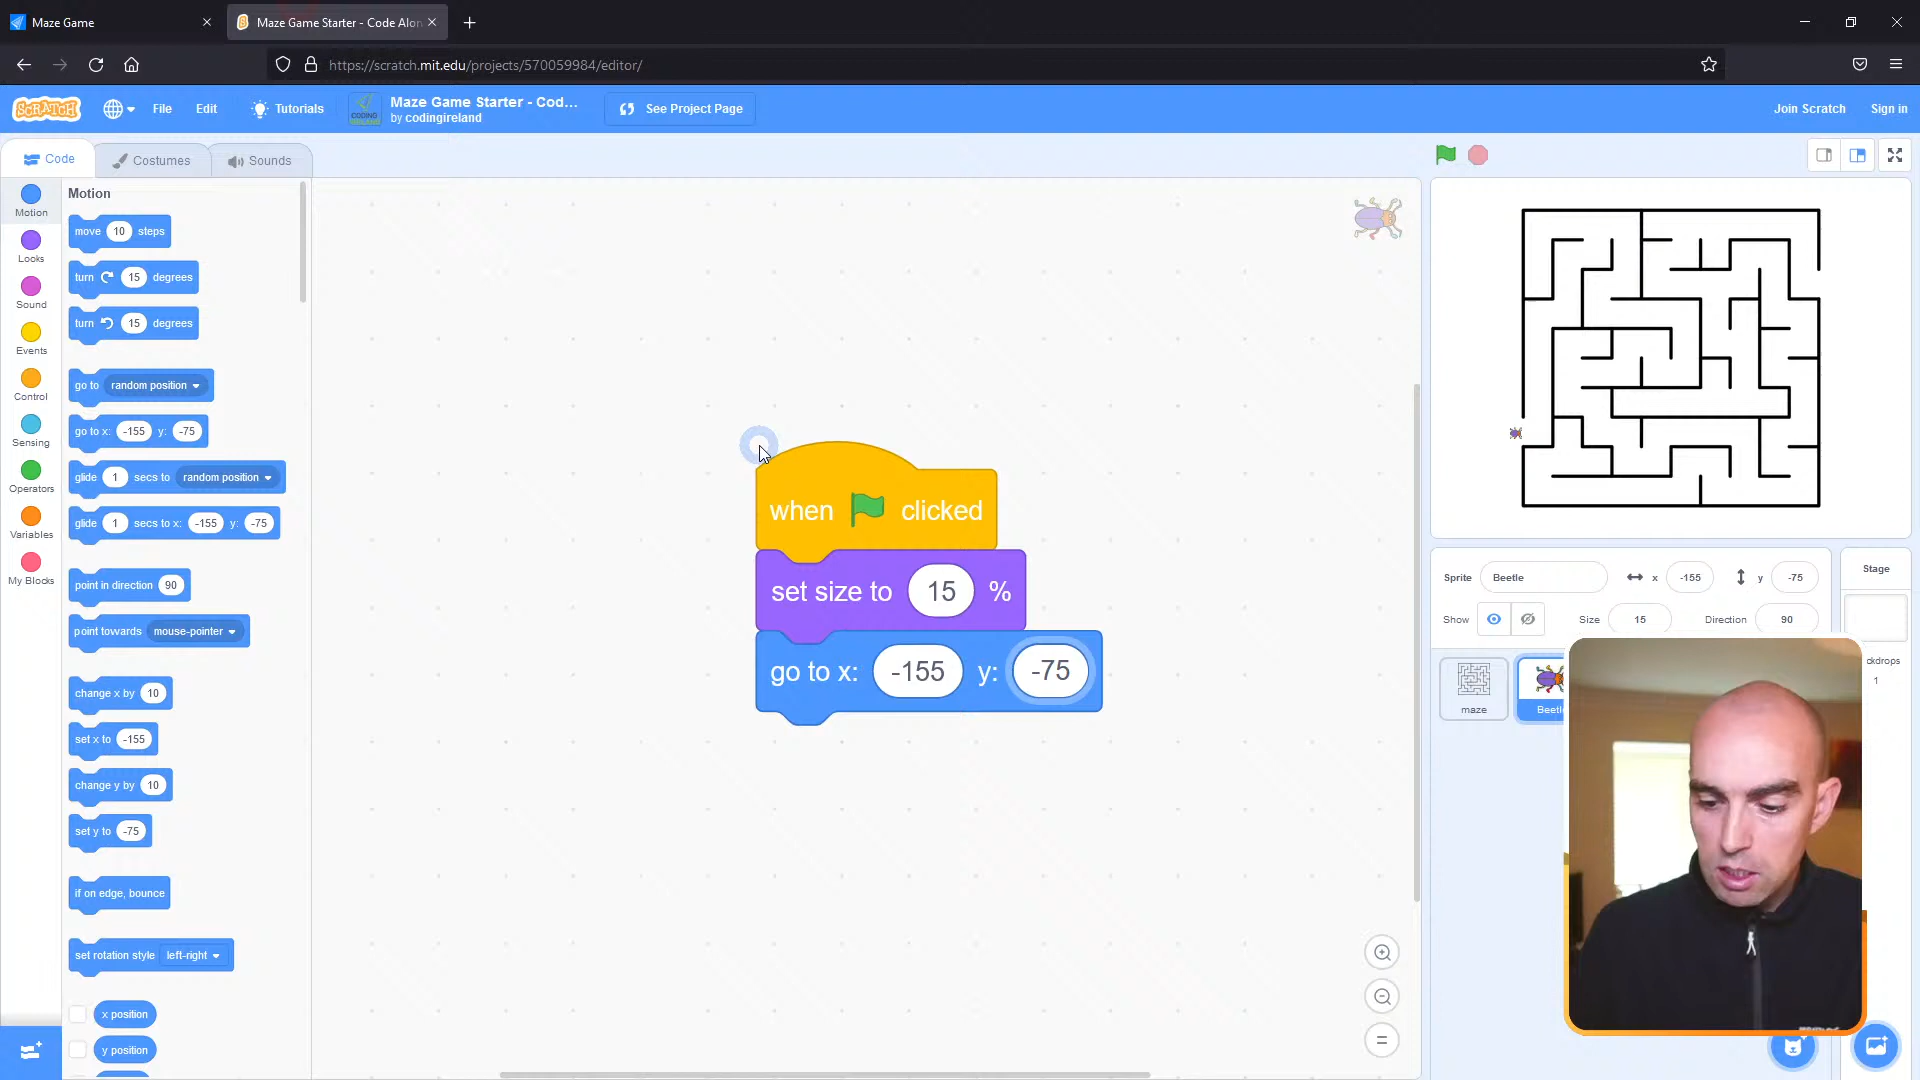 Maze Game
Maze Game Starter - Code Alon
https://scratch.mit.edu/projects/570059984/editor/
SCRATCH
File
Edit
Tutorials
CODING
IRELAND
Maze Game Starter - Cod...
by codingireland
See Project Page
Join Scratch
Sign in
Code
Costumes
Sounds
Motion
Looks
Sound
Events
Control
Sensing
Operators
Variables
My Blocks
Motion
move 10 steps
turn 15 degrees
turn 15 degrees
go to random position
go to x: -155 y: -75
glide 1 secs to random position
glide 1 secs to x: -155 y: -75
point in direction 90
point towards mouse-pointer
change x by 10
set x to -155
change y by 10
set y to -75
if on edge, bounce
set rotation style left-right
x position
y position
when clicked
set size to 15 %
go to x: -155 y: -75
Sprite Beetle x -155 y -75
Show Size 15 Direction 90
maze
Beetle
Stage
ckdrops
1